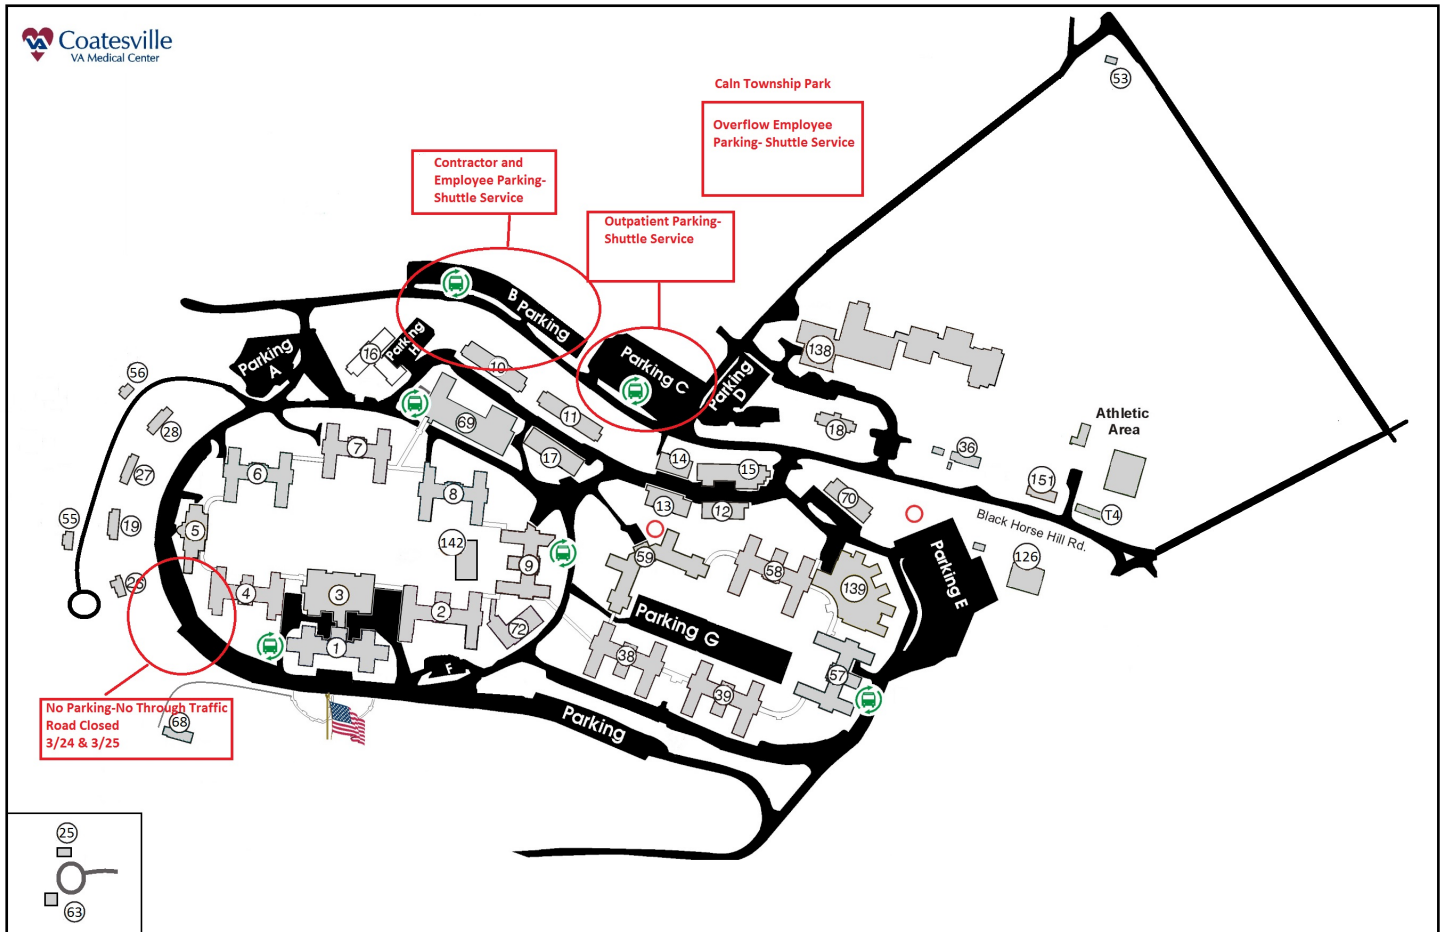 Coatesville
VA Medical Center
VA
53
Caln Township Park
Overflow Employee
Parking- Shuttle Service
Contractor and
Employee Parking-
Shuttle Service
Outpatient Parking-
Shuttle Service
B Parking
Parking
H
16
Parking
A
10
Parking C
Parking
D
138
56
28
11
69
18
Athletic
Area
36
7
17
14
15
6
27
8
151
70
13
12
T4
Black Horse Hill Rd.
55
19
5
142
9
59
58
139
126
Parking E
26
4
3
2
72
1
Parking G
38
39
57
F
No Parking-No Through Traffic
Road Closed
3/24 & 3/25
68
Parking
25
63